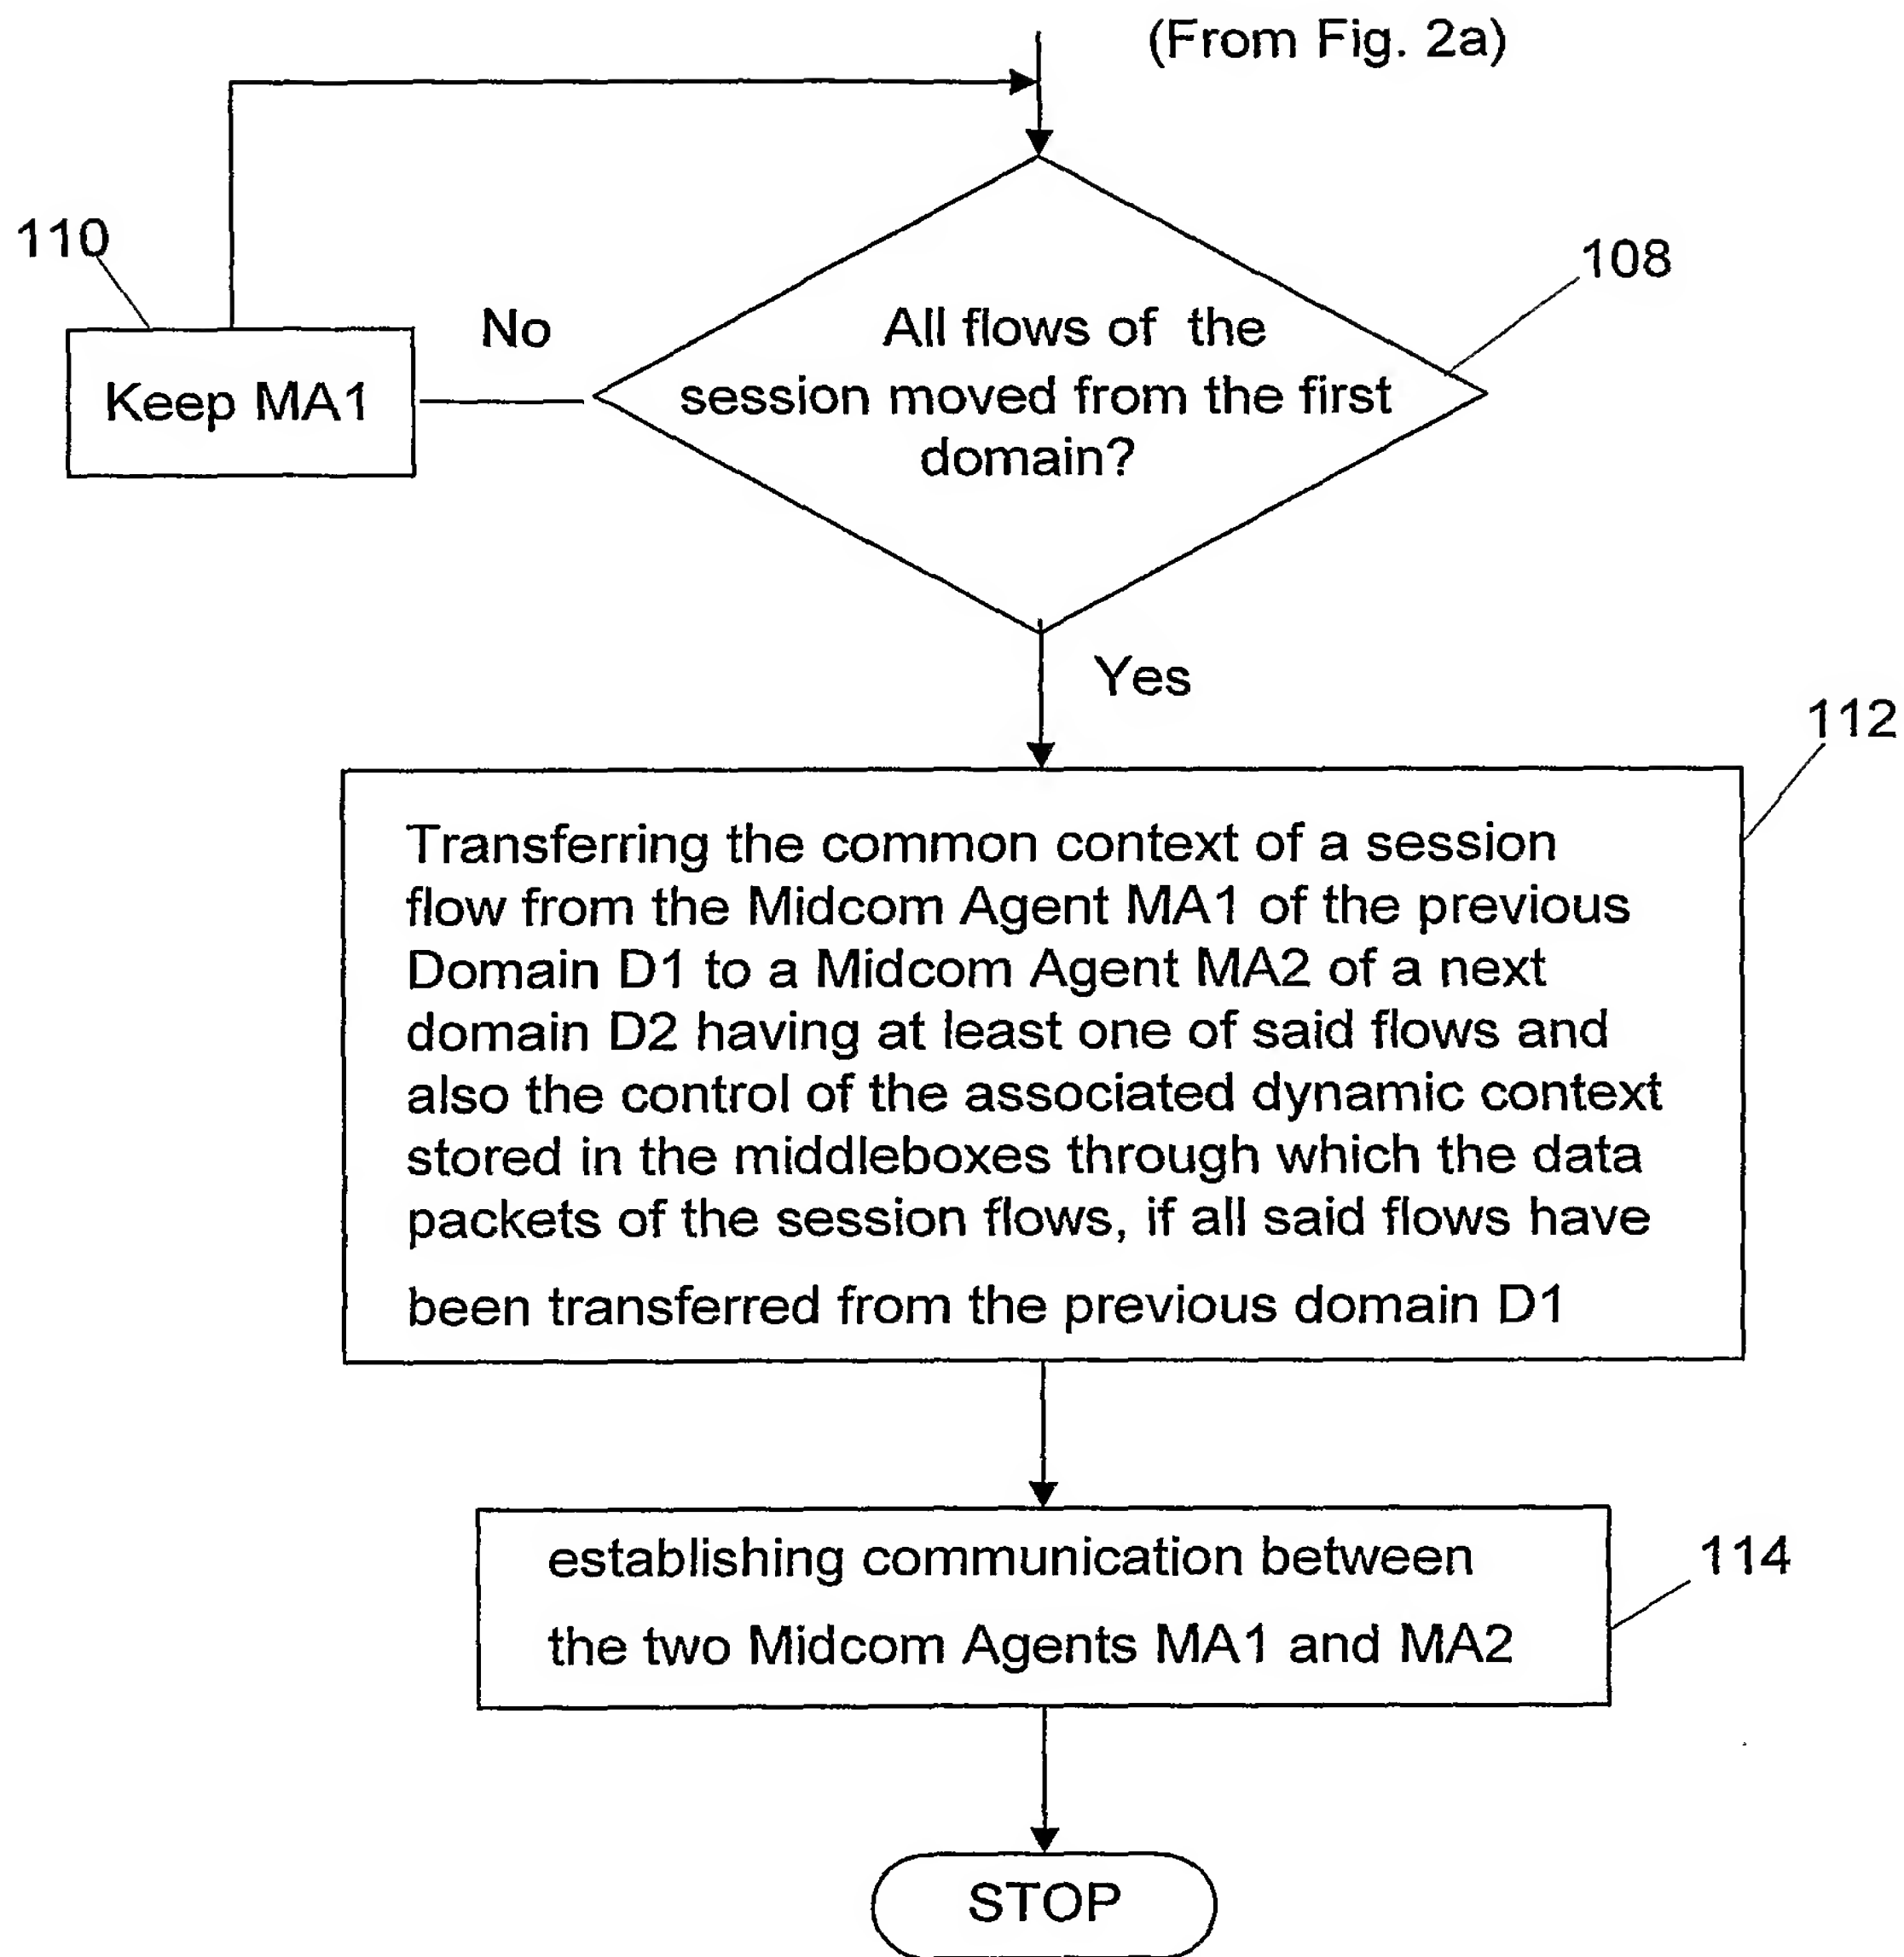 (From Fig. 2a)
110
108
No
Keep MA1
All flows of the
session moved from the first
domain?
Yes
112
Transferring the common context of a session
flow from the Midcom Agent MA1 of the previous
Domain D1 to a Midcom Agent MA2 of a next
domain D2 having at least one of said flows and
also the control of the associated dynamic context
stored in the middleboxes through which the data
packets of the session flows, if all said flows have
been transferred from the previous domain D1
establishing communication between
the two Midcom Agents MA1 and MA2
114
STOP